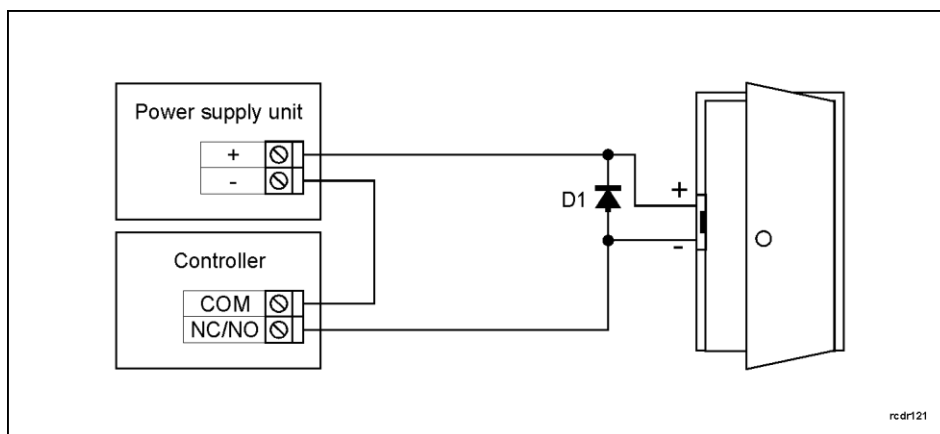 Power supply unit
+
-
D1
+
-
Controller
COM
NC/NO
rcdr121